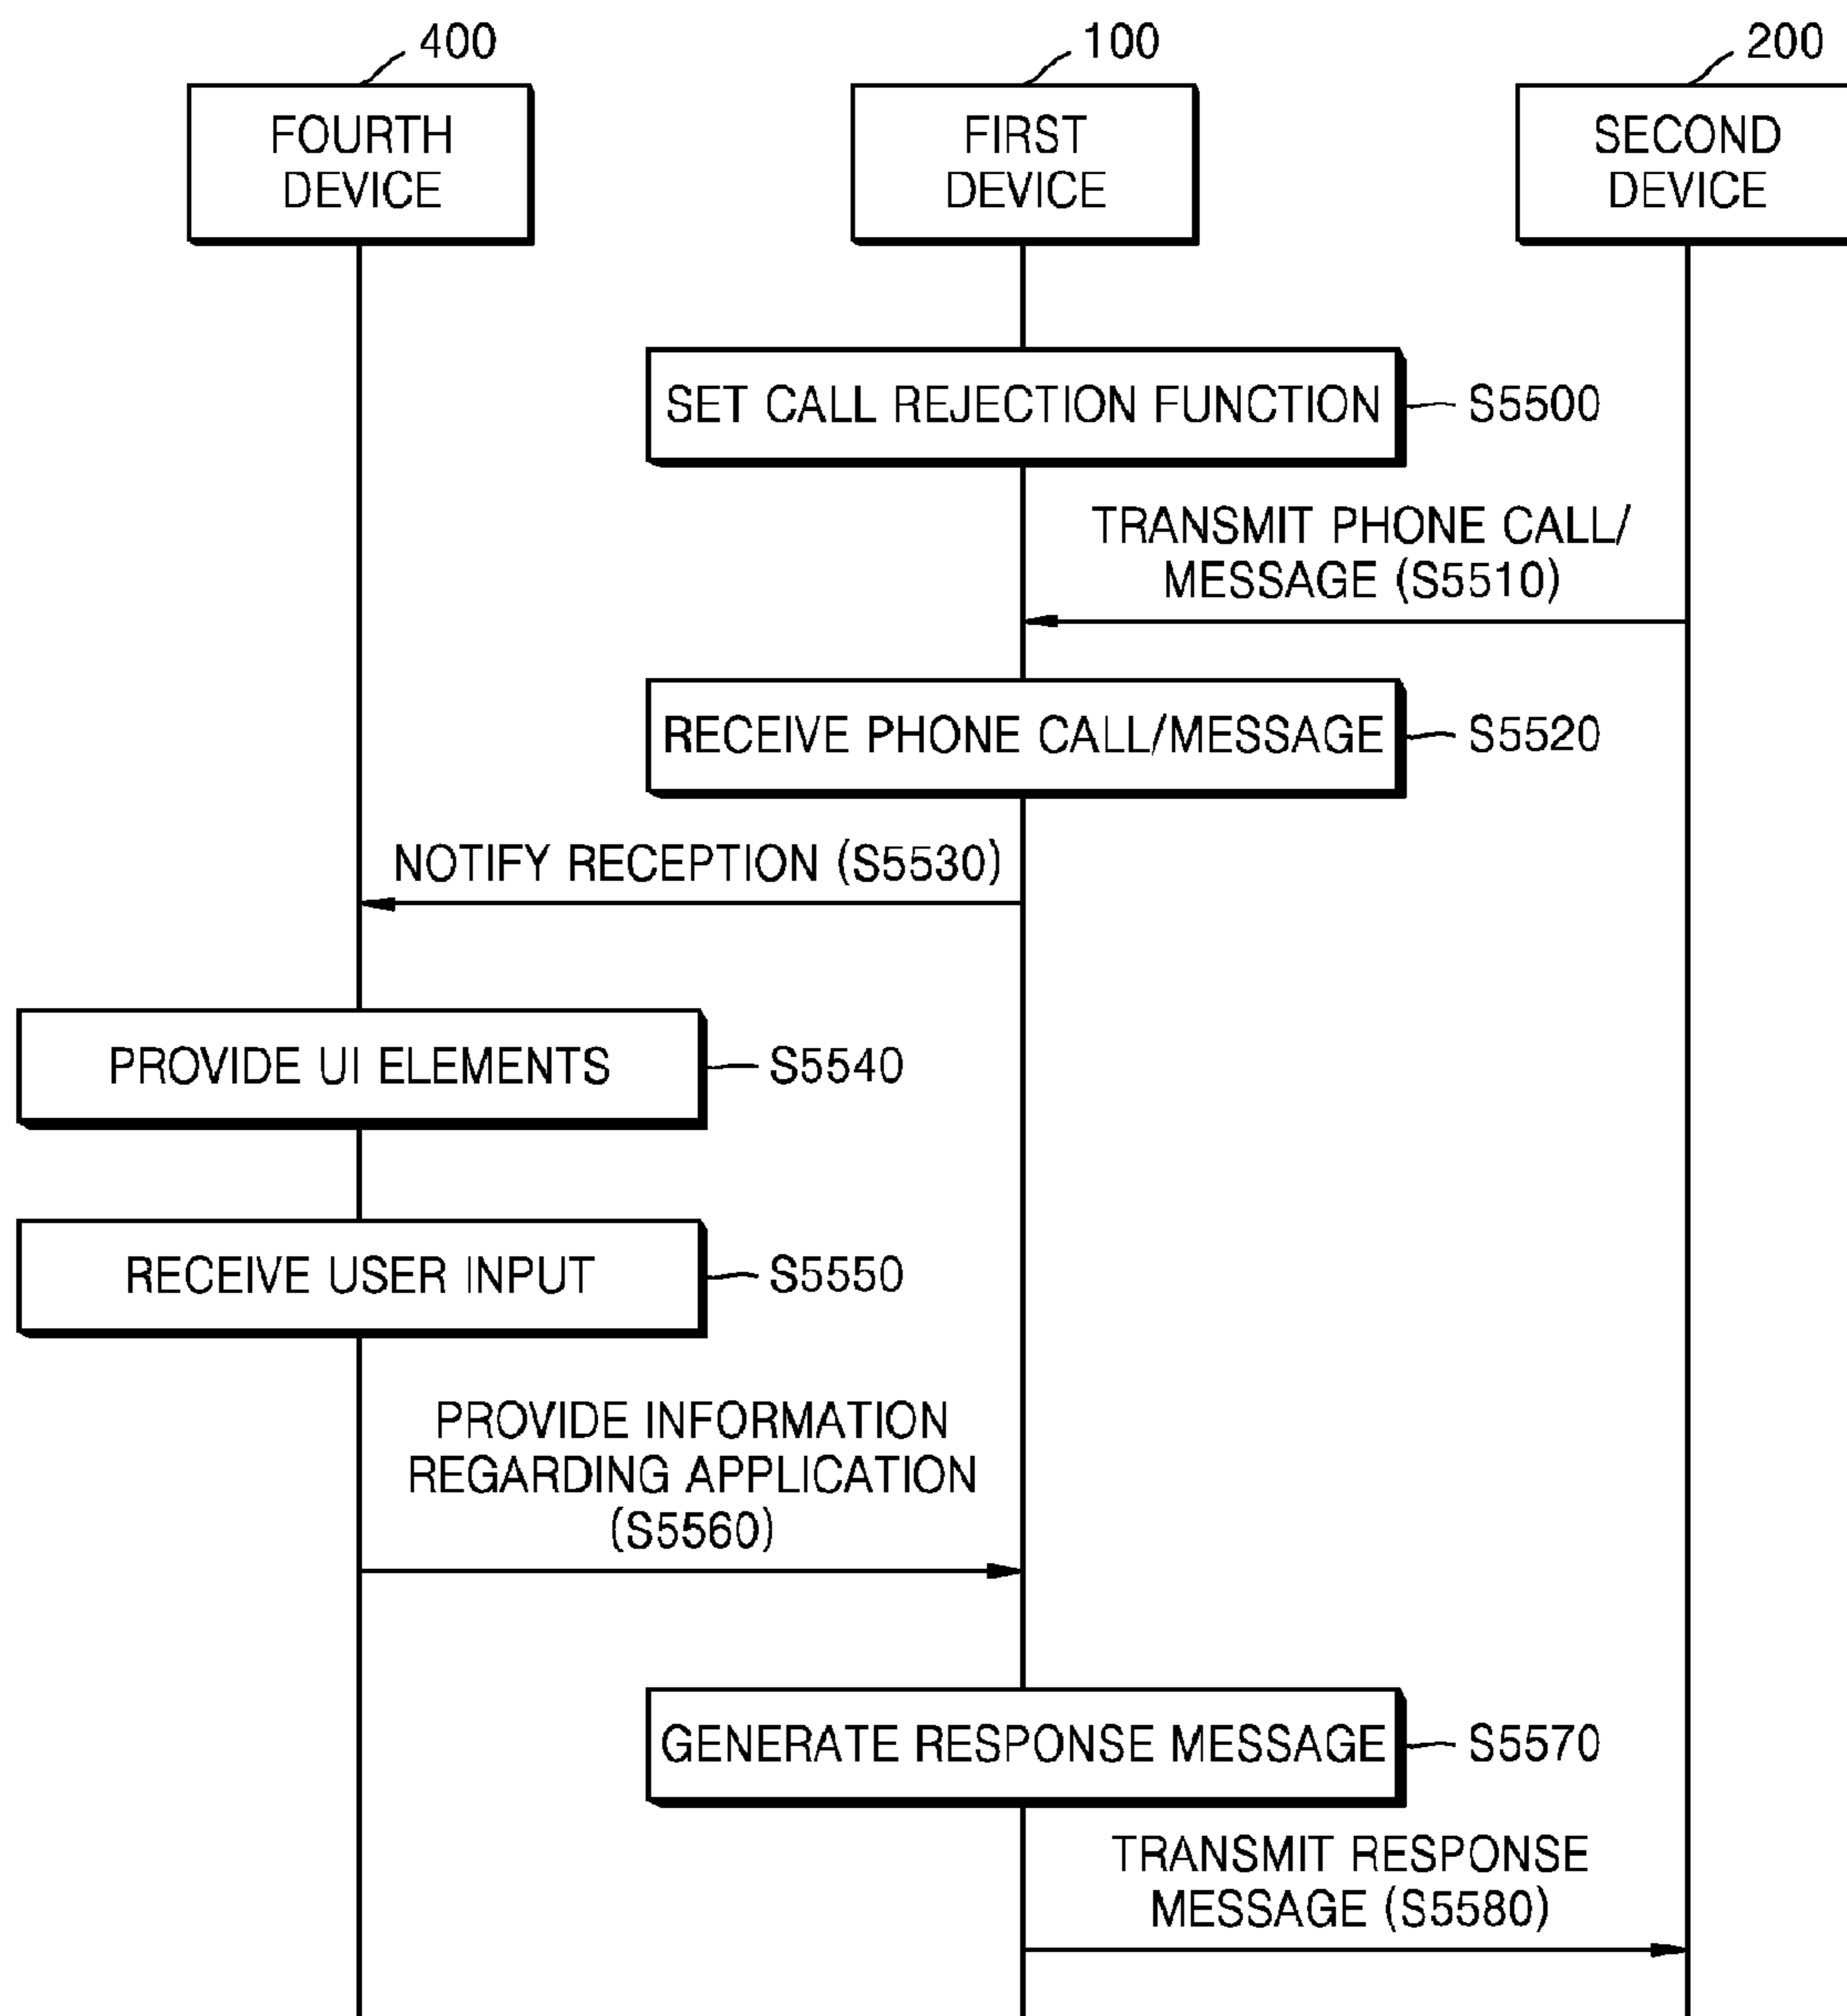 400
100
200
FOURTH
DEVICE
FIRST
DEVICE
SECOND
DEVICE
SET CALL REJECTION FUNCTION
S5500
TRANSMIT PHONE CALL/
MESSAGE (S5510)
RECEIVE PHONE CALL/MESSAGE
S5520
NOTIFY RECEPTION (S5530)
PROVIDE UI ELEMENTS
S5540
RECEIVE USER INPUT
S5550
PROVIDE INFORMATION
REGARDING APPLICATION
(S5560)
GENERATE RESPONSE MESSAGE
S5570
TRANSMIT RESPONSE
MESSAGE (S5580)